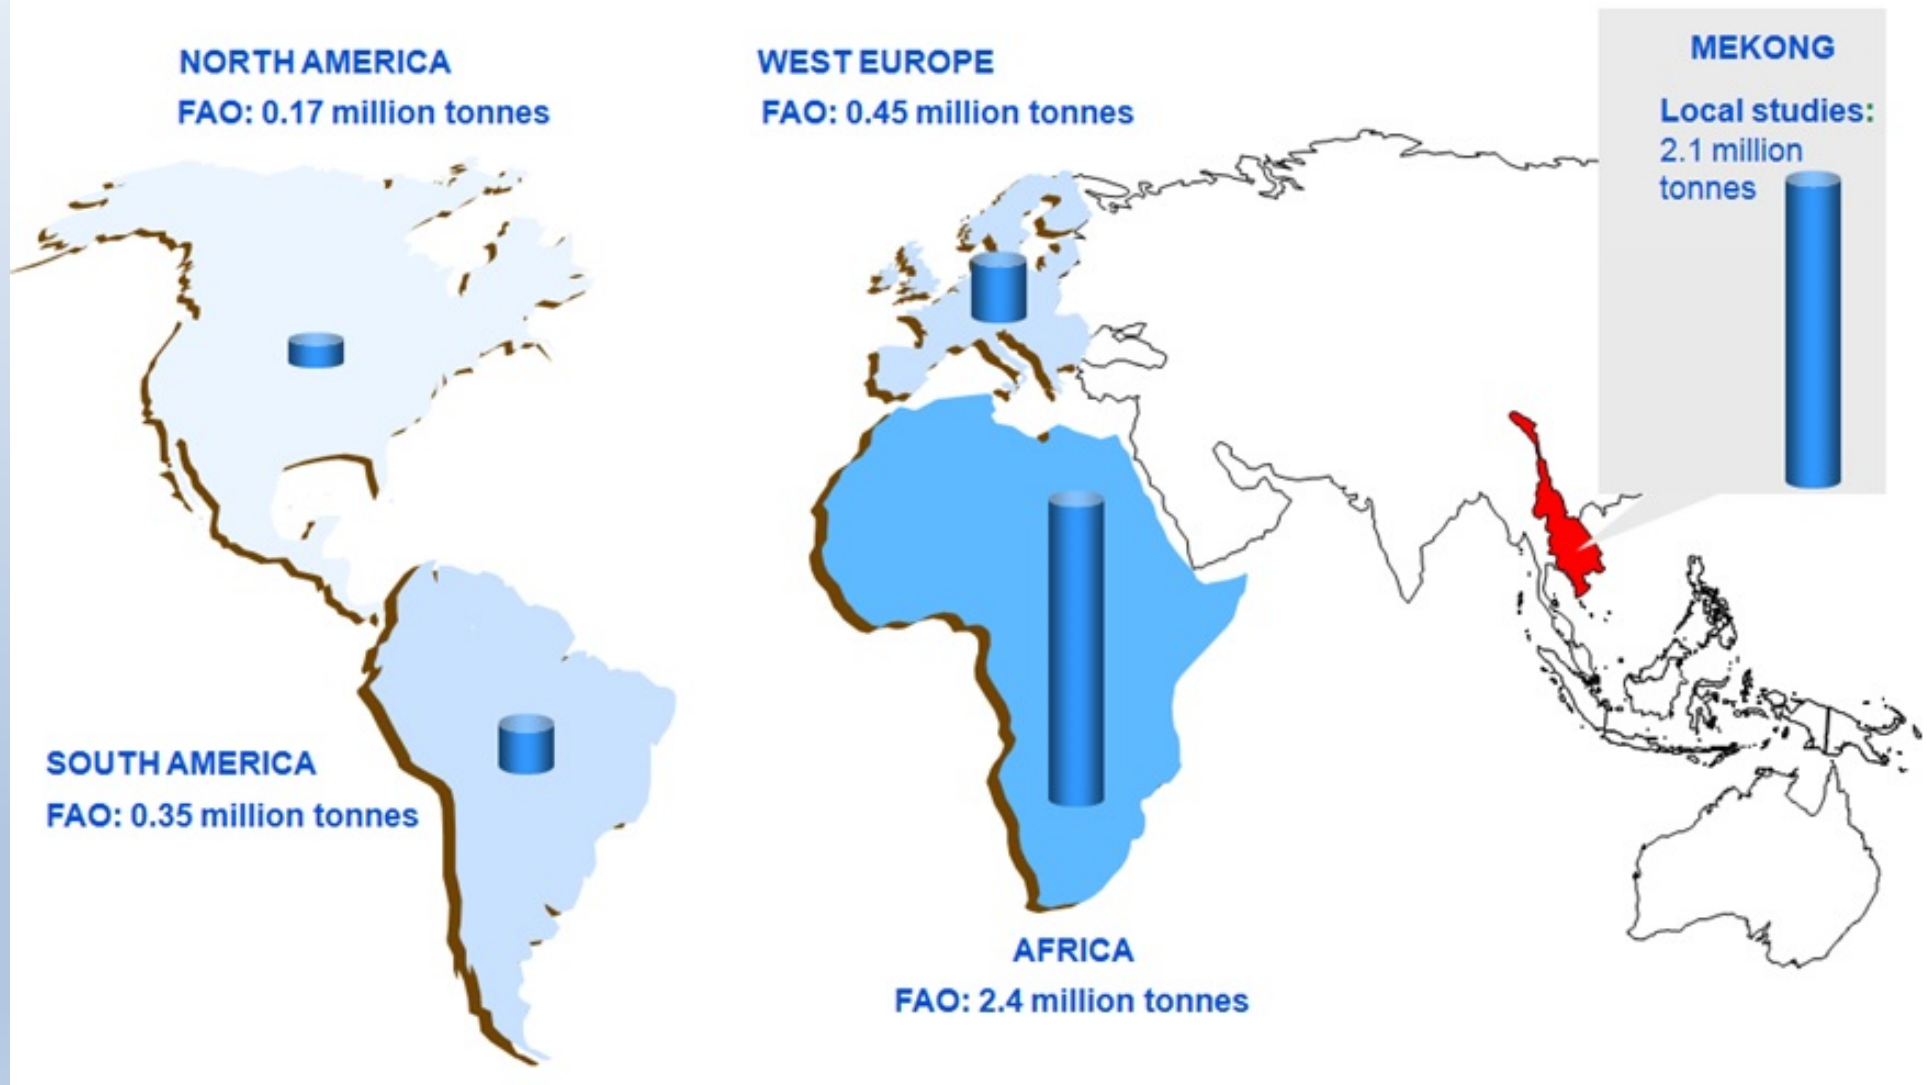 NORTH AMERICA
FAO: 0.17 million tonnes
WEST EUROPE
FAO: 0.45 million tonnes
MEKONG
Local studies:
2.1 million
tonnes
SOUTH AMERICA
FAO: 0.35 million tonnes
AFRICA
FAO: 2.4 million tonnes